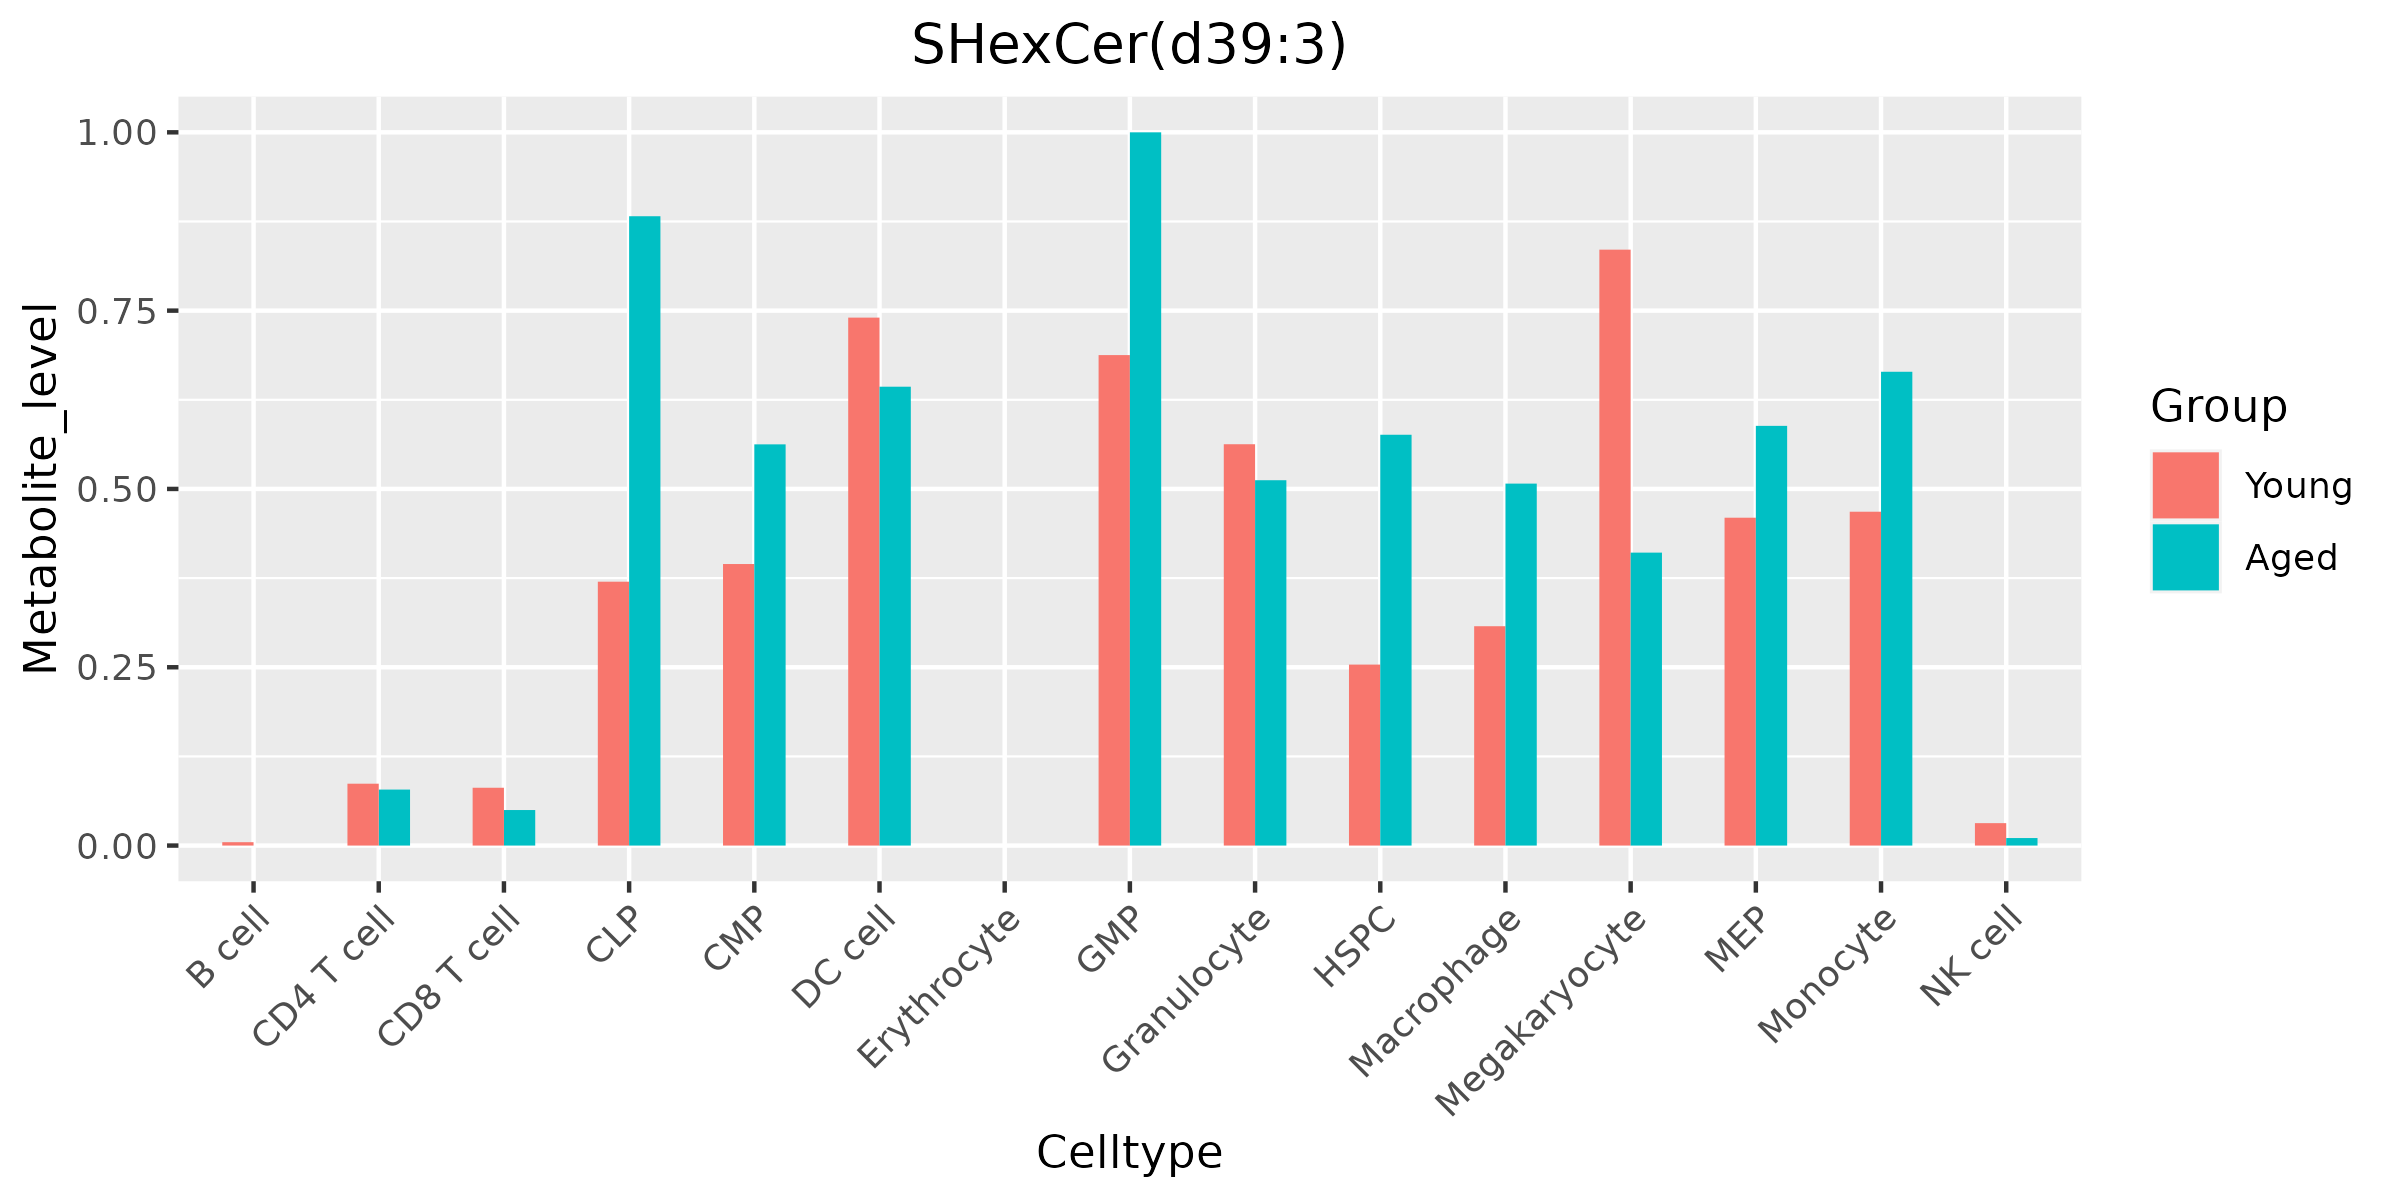 SHexCer(d39:3)
Metabolite_level
1.00
0.75
0.50
0.25
0.00
B cell
CD4 T cell
CD8 T cell
CLP
CMP
DC cell
Erythrocyte
GMP
Granulocyte
HSPC
Macrophage
Megakaryocyte
MEP
Monocyte
NK cell
Celltype
Group
Young
Aged